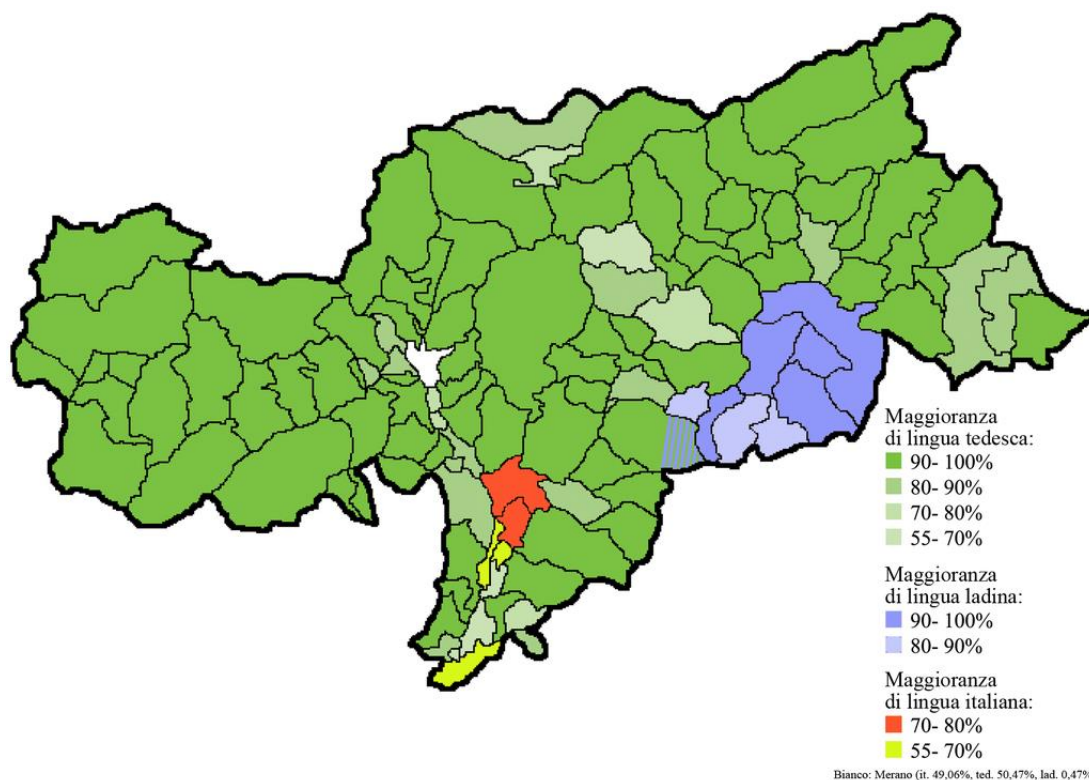 Maggioranza
di lingua tedesca:
90- 100%
80- 90%
70- 80%
55- 70%
Maggioranza
di lingua ladina:
90- 100%
80- 90%
Maggioranza
di lingua italiana:
70- 80%
55- 70%
Bianco: Merano (it. 49,06%, ted. 50,47%, lad. 0,47%